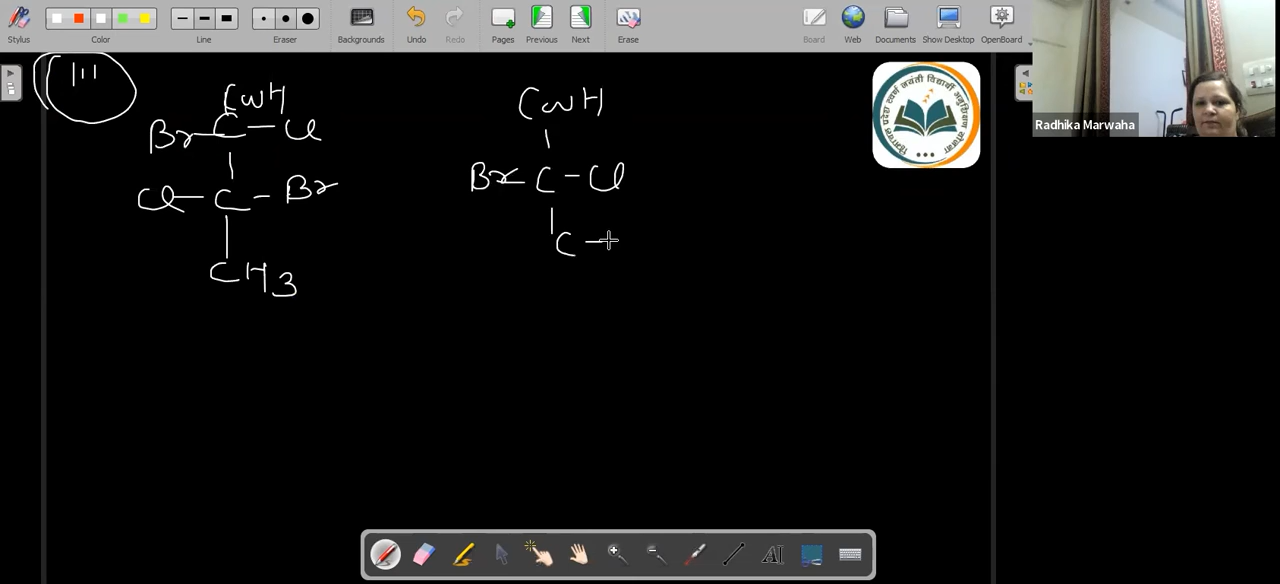 Stylus Color Line Eraser Backgrounds Undo Redo Pages Previous Next Erase Board Web Documents Show Desktop OpenBoard
III
COOH
Br C Cl
Cl C Br
CH3
COOH
Br C Cl
C
Radhika Marwaha